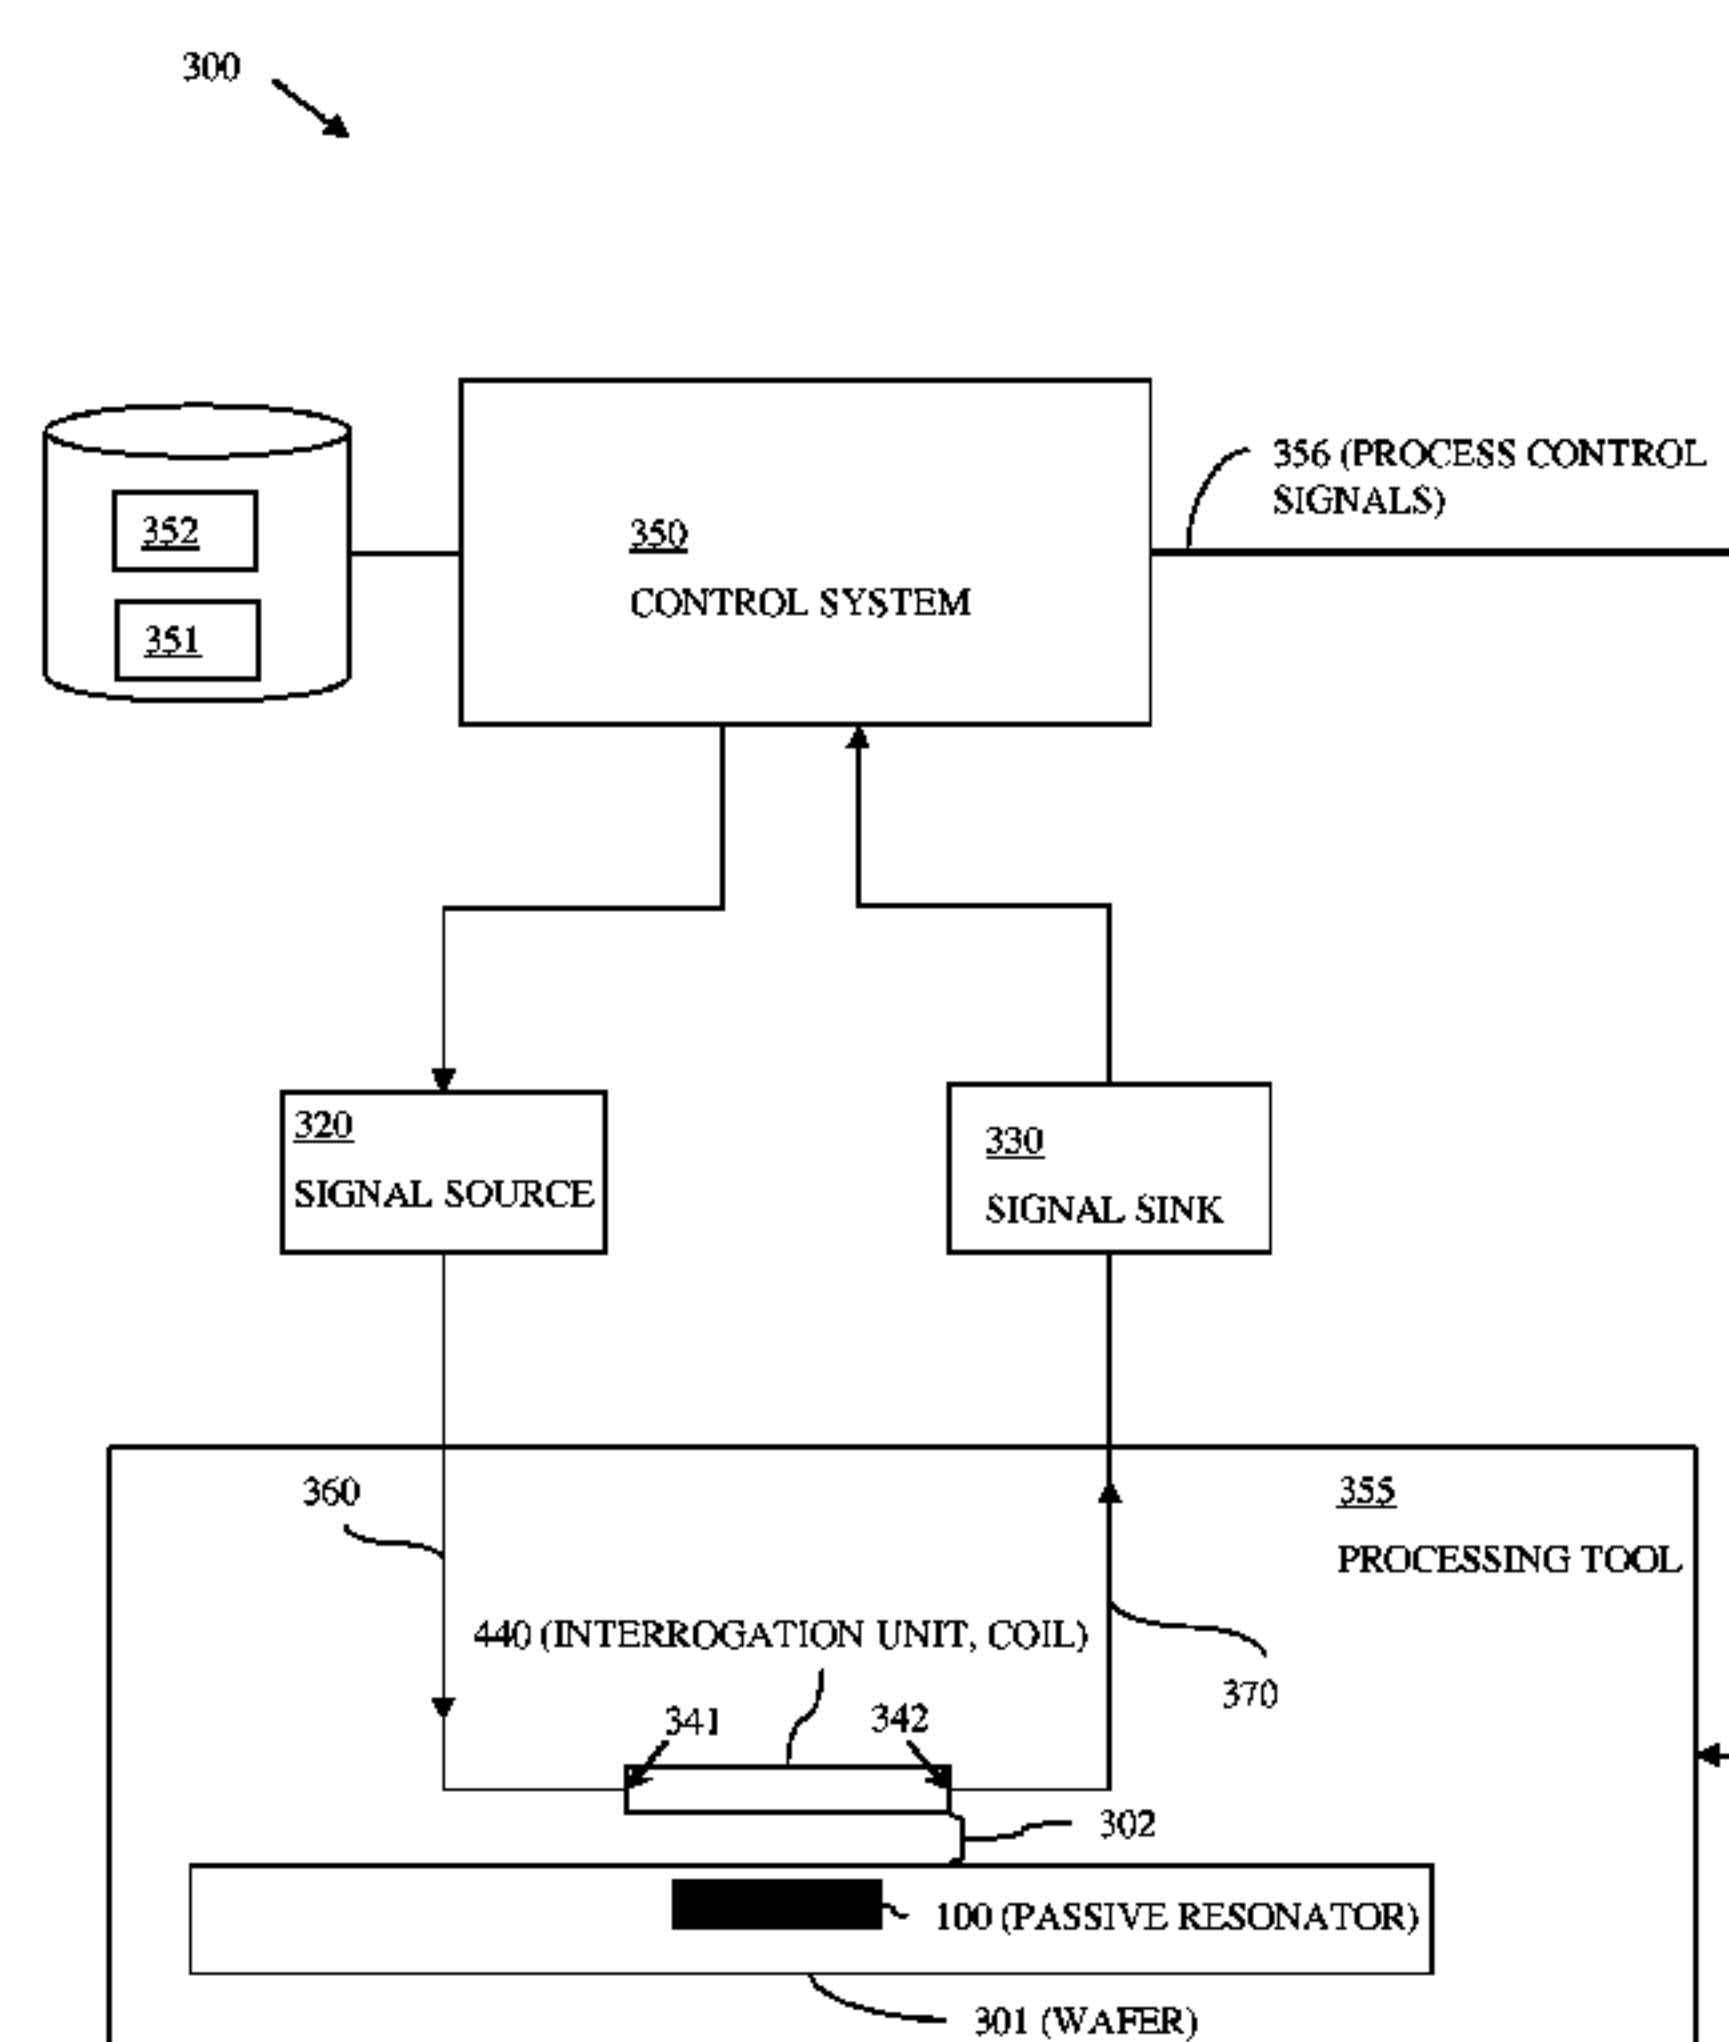 300
356 (PROCESS CONTROL
SIGNALS)
352
351
350
CONTROL SYSTEM
320
SIGNAL SOURCE
330
SIGNAL SINK
360
355
PROCESSING TOOL
440 (INTERROGATION UNIT, COIL)
370
341
342
302
100 (PASSIVE RESONATOR)
301 (WAFER)